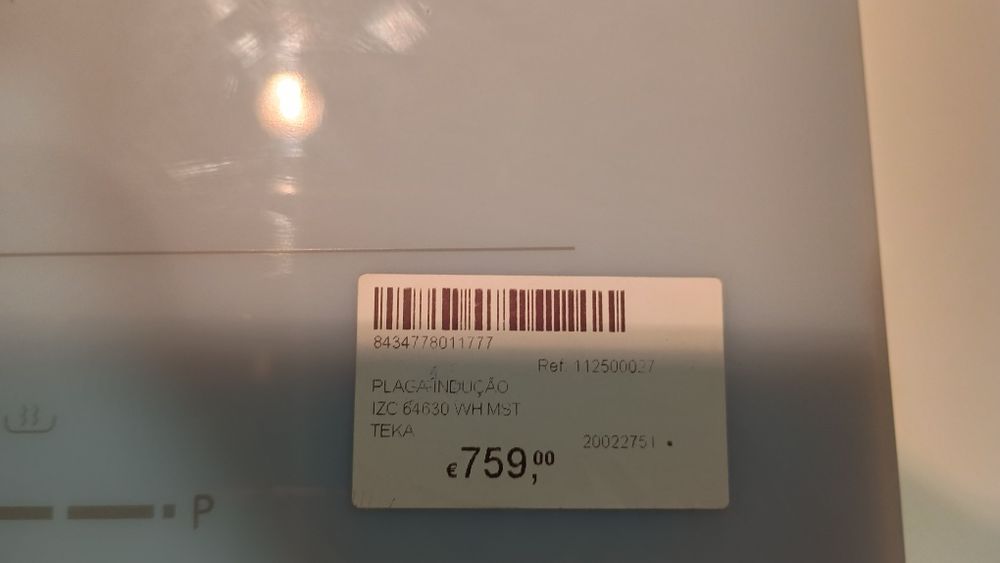 8434778011777
Ref: 112500027
PLACA INDUÇÃO
IZC 64630 WH MST
TEKA
20022751
€759,00
P